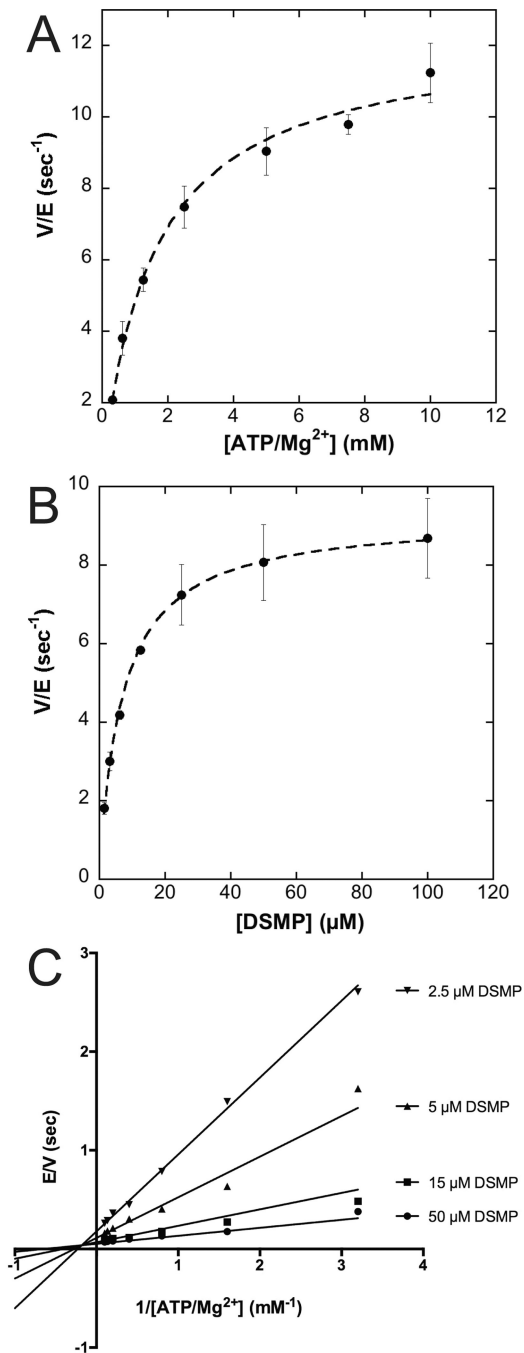 A
12
10
8
6
4
2
V/E (sec⁻¹)
0 2 4 6 8 10 12
[ATP/Mg²⁺] (mM)
B
10
8
6
4
2
0
V/E (sec⁻¹)
0 20 40 60 80 100 120
[DSMP] (µM)
C
3
2
1
-1
E/V (sec)
-1 1 2 3 4
1/[ATP/Mg²⁺] (mM⁻¹)
2.5 µM DSMP
5 µM DSMP
15 µM DSMP
50 µM DSMP